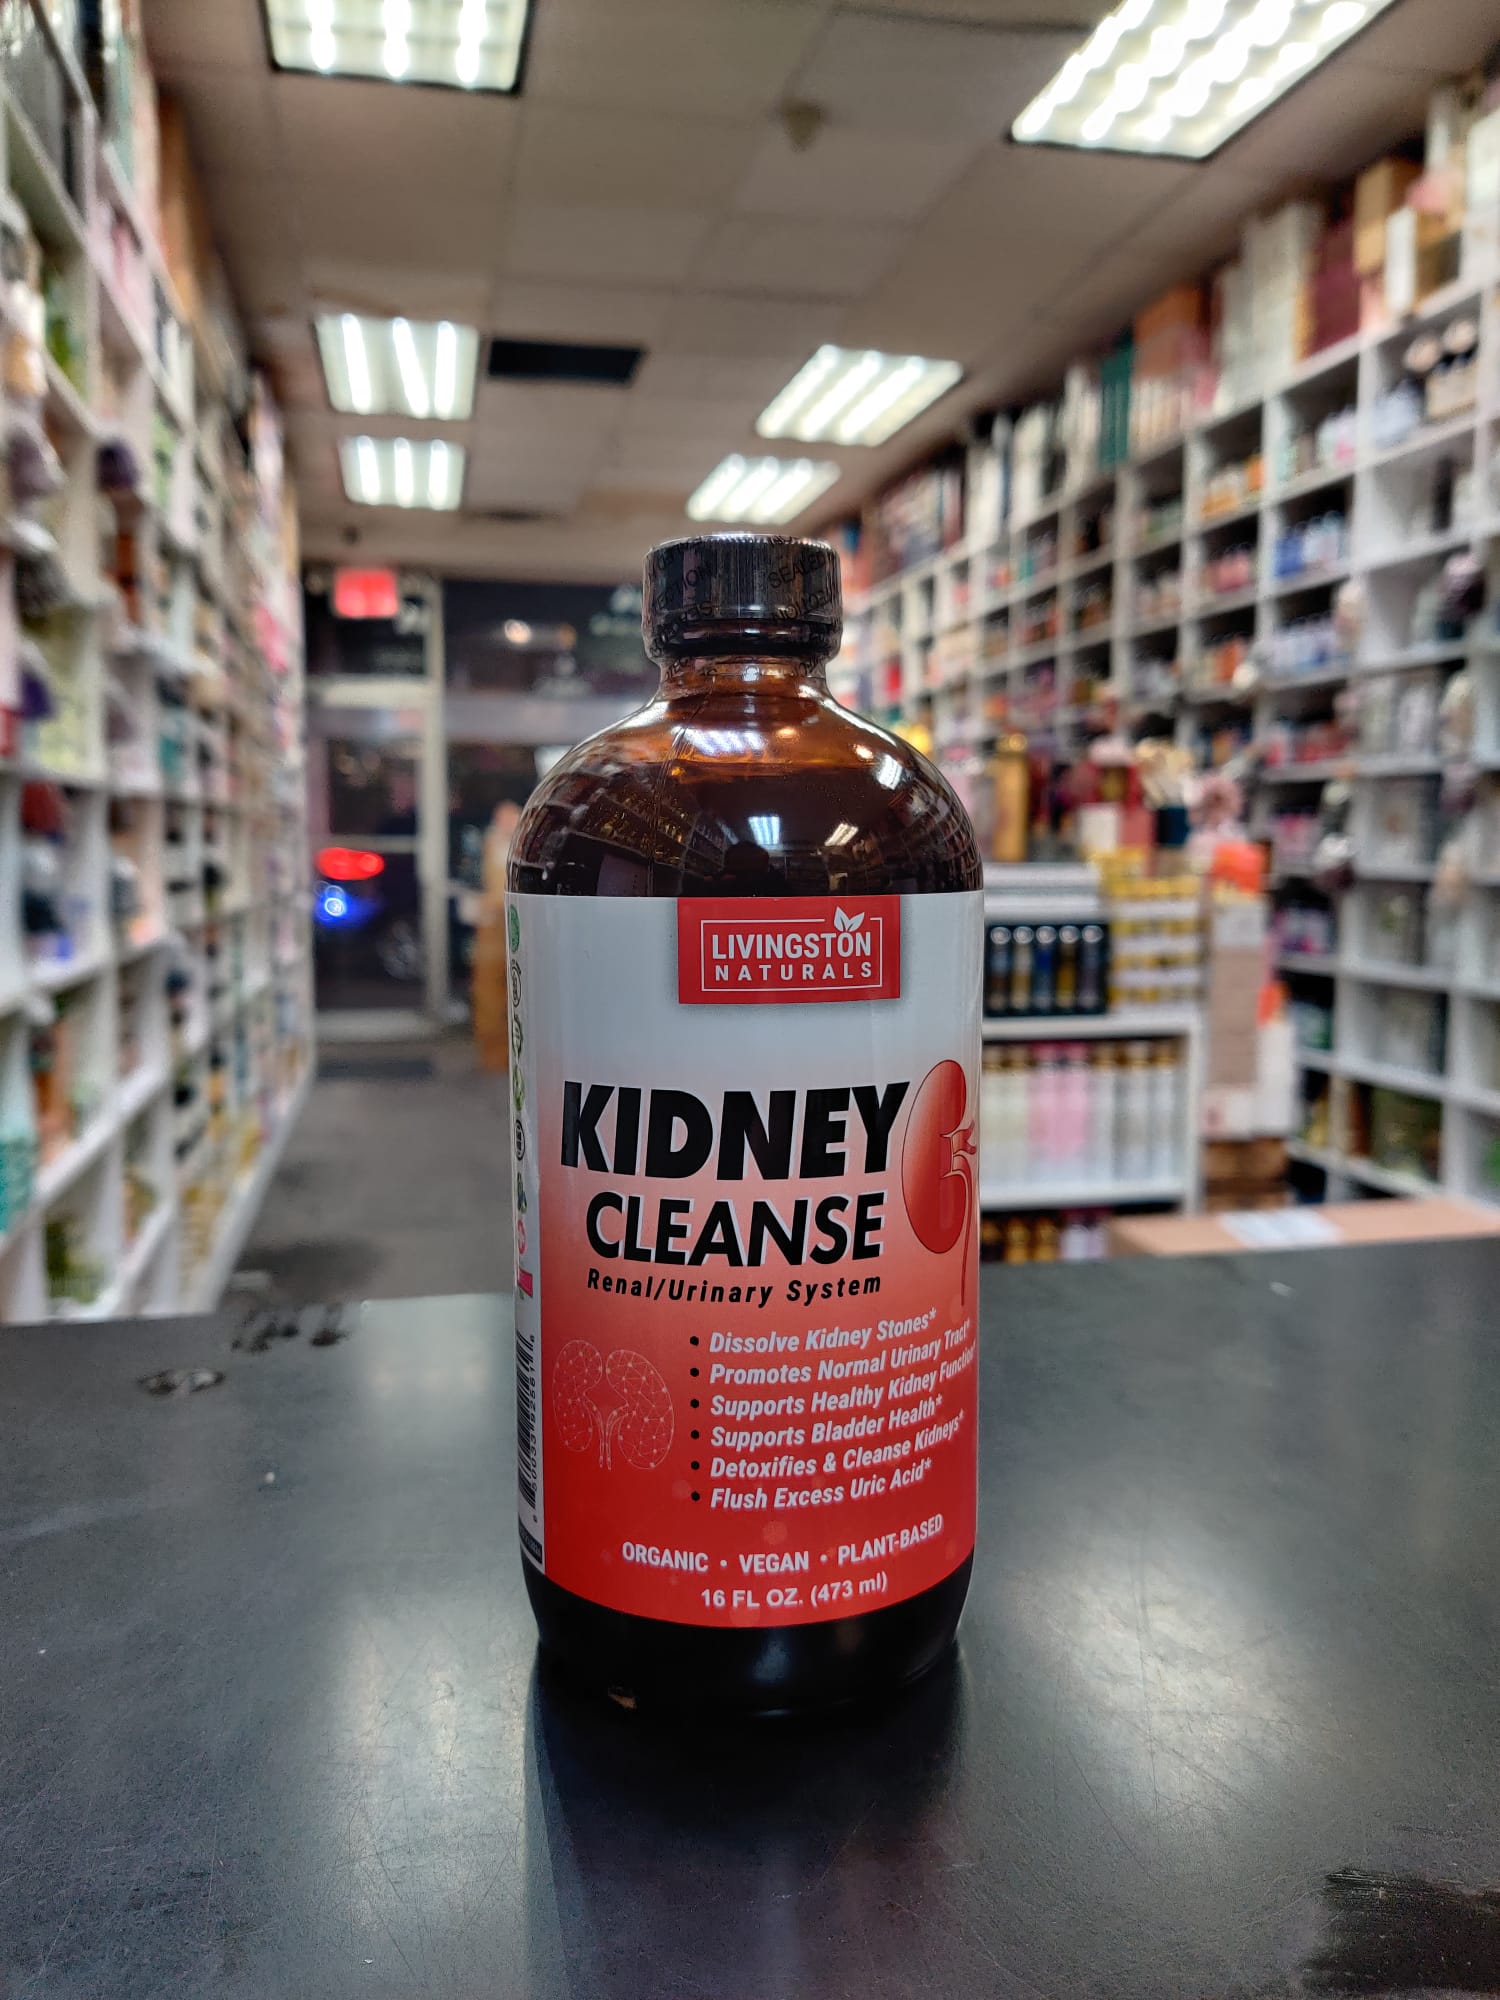 SEALED
LIVINGSTON
NATURALS
KIDNEY
CLEANSE
Renal/Urinary System
• Dissolve Kidney Stones*
• Promotes Normal Urinary Tract*
• Supports Healthy Kidney Function
• Supports Bladder Health*
• Detoxifies & Cleanse Kidneys*
• Flush Excess Uric Acid*
ORGANIC • VEGAN • PLANT-BASED
16 FL OZ. (473 ml)